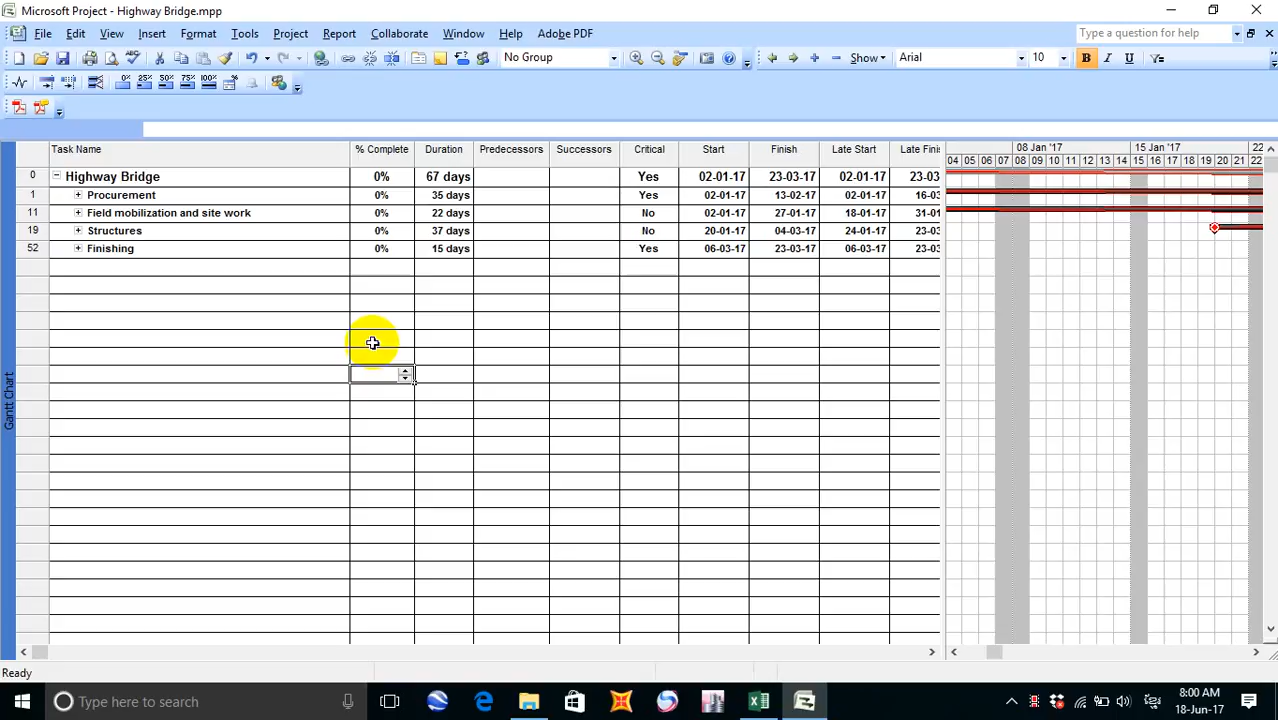 Microsoft Project - Highway Bridge.mpp
File Edit View Insert Format Tools Project Report Collaborate Window Help Adobe PDF Type a question for help
No Group Show Arial 10 B I U
0% 25% 50% 75% 100%
Task Name % Complete Duration Predecessors Successors Critical Start Finish Late Start Late Fini 08 Jan '17 15 Jan '17 22
04 05 06 07 08 09 10 11 12 13 14 15 16 17 18 19 20 21 22
0 Highway Bridge 0% 67 days Yes 02-01-17 23-03-17 02-01-17 23-03
1 Procurement 0% 35 days Yes 02-01-17 13-02-17 02-01-17 16-03
11 Field mobilization and site work 0% 22 days No 02-01-17 27-01-17 18-01-17 31-01
19 Structures 0% 37 days No 20-01-17 04-03-17 24-01-17 23-03
52 Finishing 0% 15 days Yes 06-03-17 23-03-17 06-03-17 23-03
Gantt Chart
Ready
Type here to search
8:00 AM
18-Jun-17